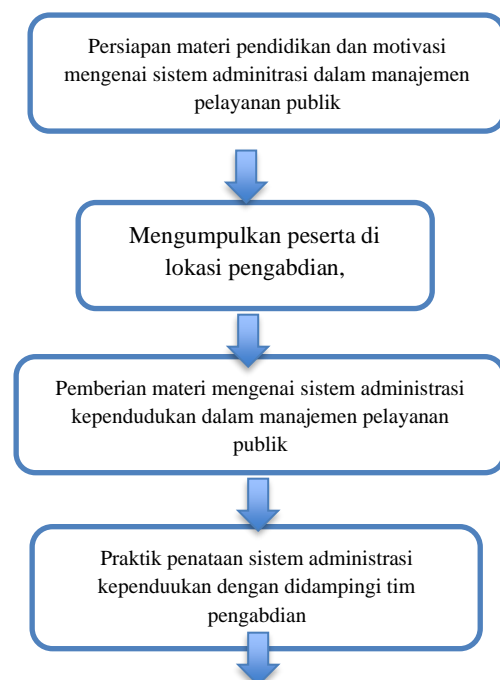 Persiapan materi pendidikan dan motivasi
mengenai sistem adminitrasi dalam manajemen
pelayanan publik
Mengumpulkan peserta di
lokasi pengabdian,
Pemberian materi mengenai sistem administrasi
kependudukan dalam manajemen pelayanan
publik
Praktik penataan sistem administrasi
kependuukan dengan didampingi tim
pengabdian